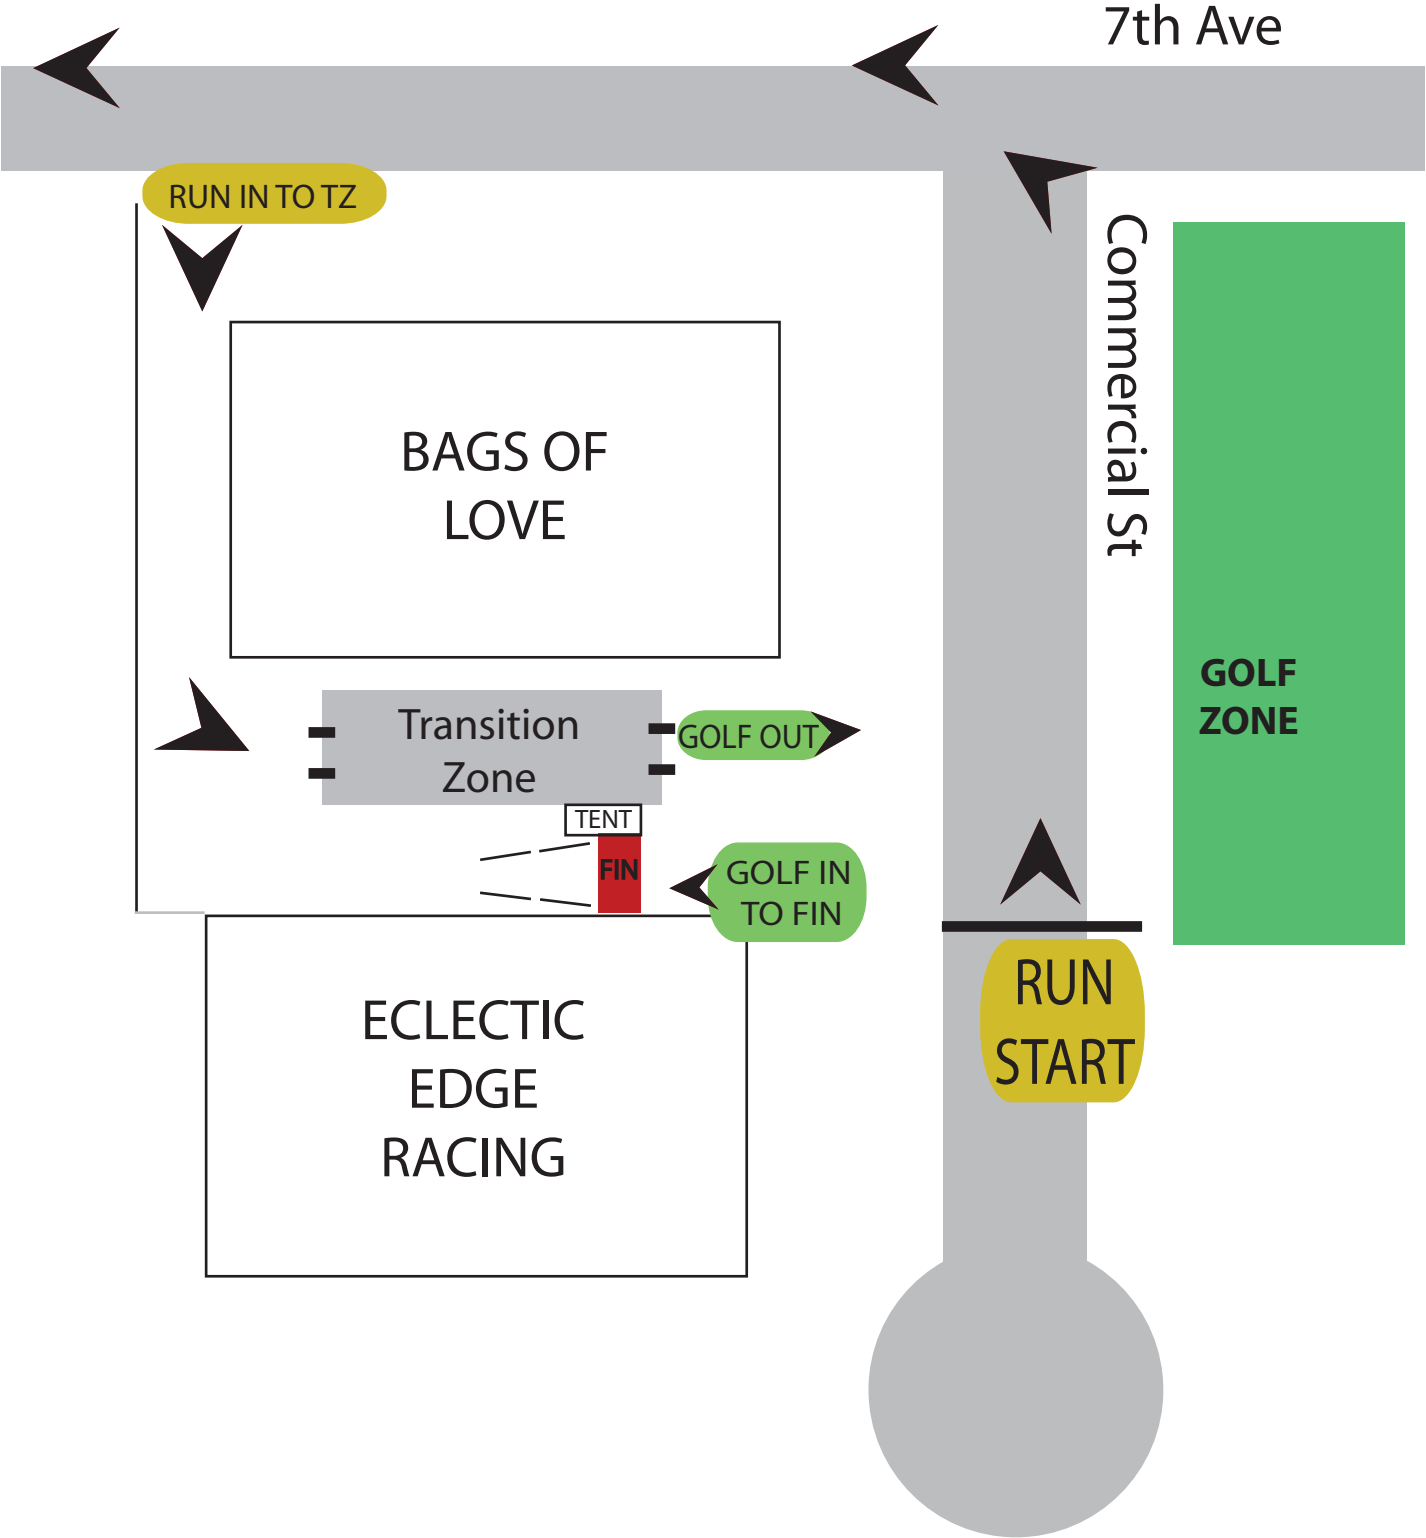 7th Ave
RUN IN TO TZ
Commercial St
BAGS OF
LOVE
GOLF
ZONE
Transition
Zone
GOLF OUT
TENT
FIN
GOLF IN
TO FIN
RUN
START
ECLECTIC
EDGE
RACING